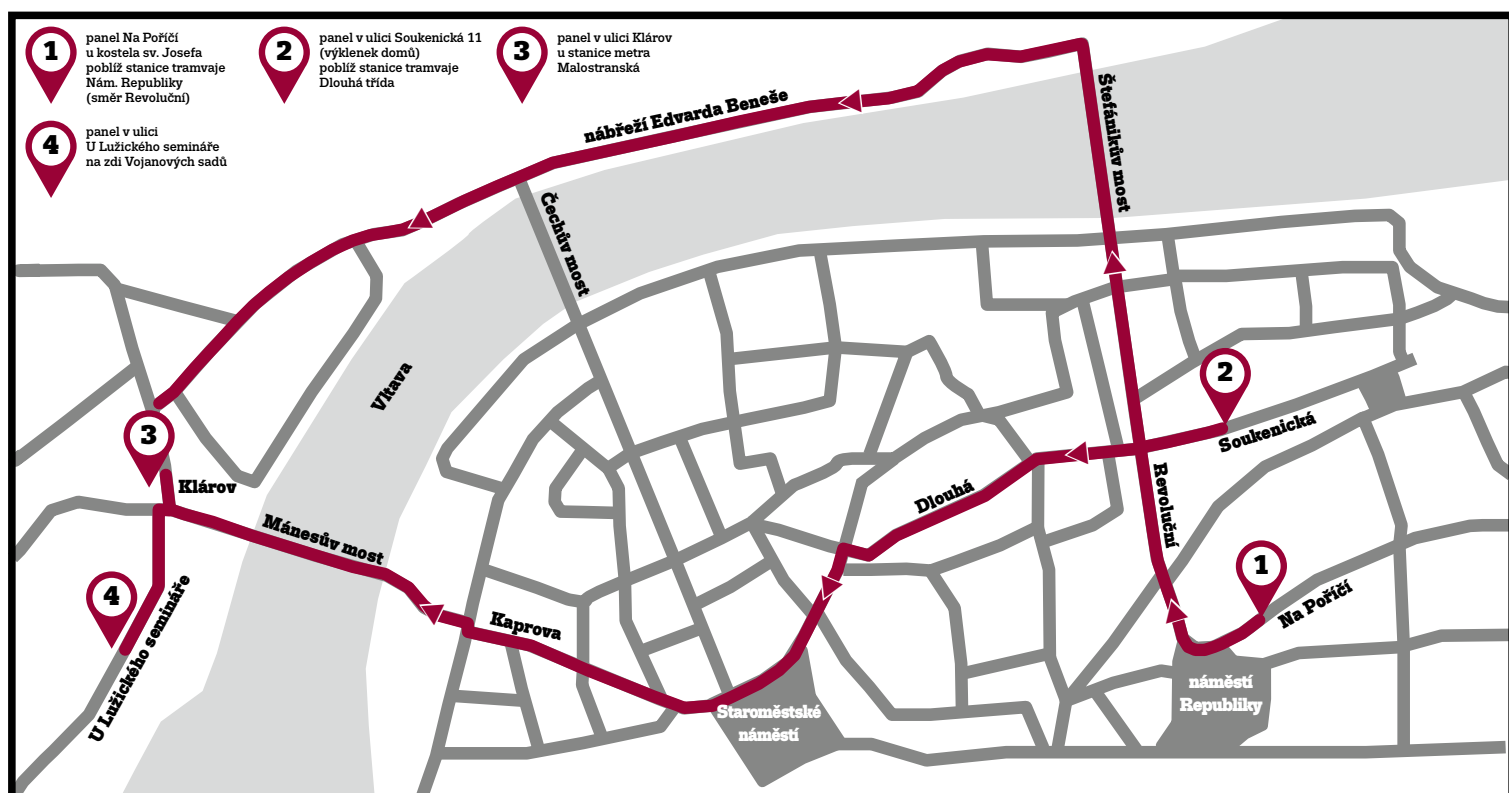 1
panel Na Poříčí
u kostela sv. Josefa
poblíž stanice tramvaje
Nám. Republiky
(směr Revoluční)
2
panel v ulici Soukenická 11
(výklenek domů)
poblíž stanice tramvaje
Dlouhá třída
3
panel v ulici Klárov
u stanice metra
Malostranská
4
panel v ulici
U Lužického semináře
na zdi Vojanových sadů
nábřeží Edvarda Beneše
Štefánikův most
Čechův most
Vltava
2
Soukenická
3
Klárov
Dlouhá
Revoluční
Mánesův most
1
Na Poříčí
4
U Lužického semináře
Kaprova
náměstí
Republiky
Staroměstské
náměstí